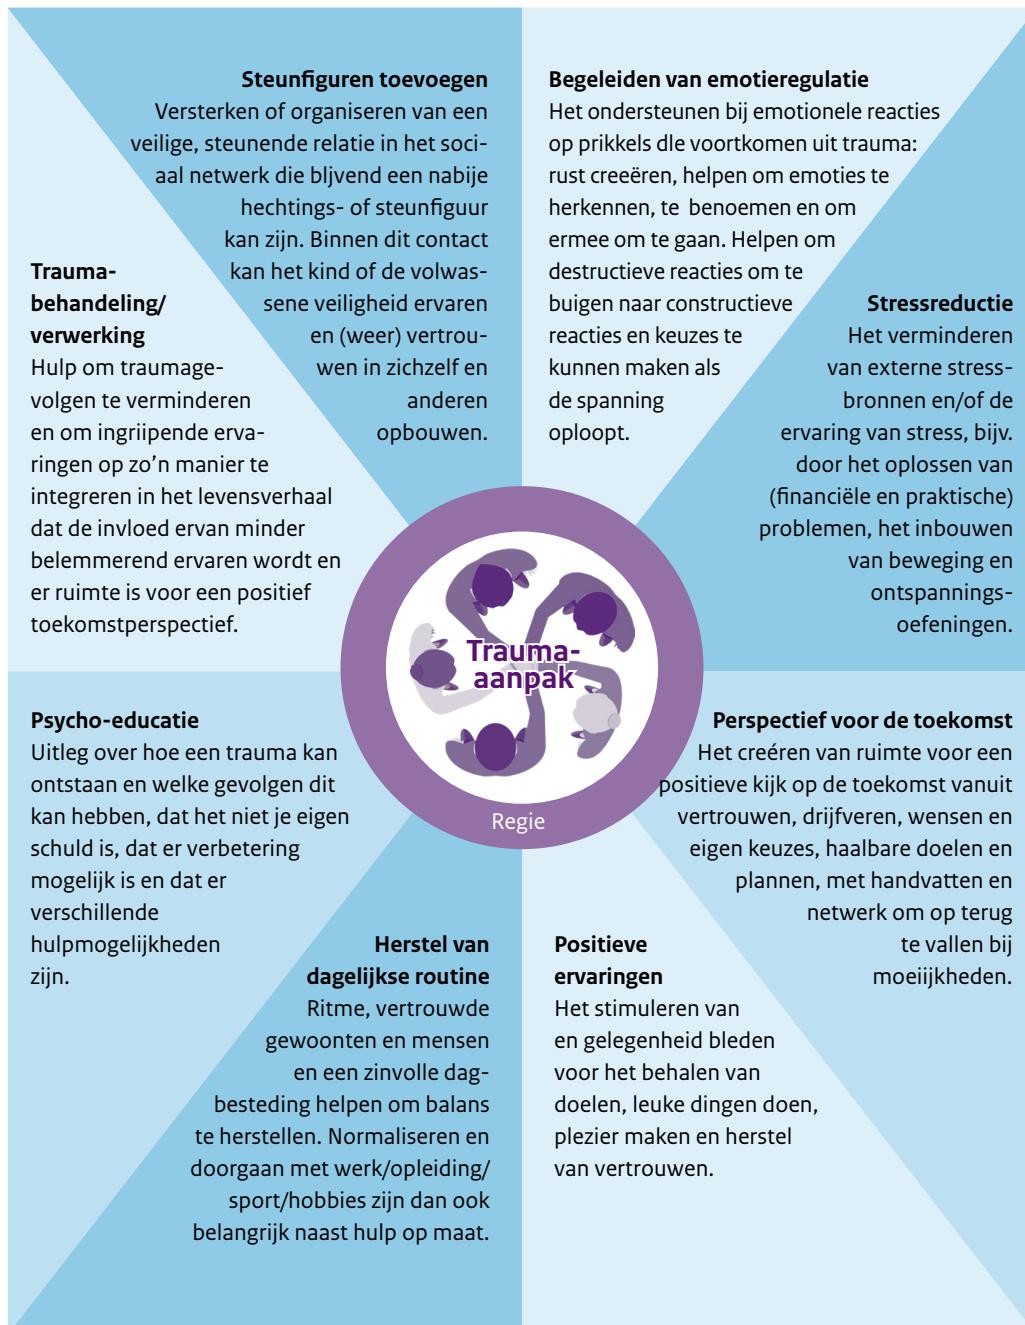 Steunfiguren toevoegen
Versterken of organiseren van een
veilige, steunende relatie in het soci-
aal netwerk die bljvend een nabije
hechtings- of steunfiguur
kan zijn. Binnen dit contact
kan het kind of de volwas-
sene veiligheid ervaren
en (weer) vertrou-
wen in zichzelf en
anderen
opbouwen.
Begeleiden van emotieregulatie
Het ondersteunen bij emotionele reacties
op prikkels dle voortkomen uit trauma:
rust creeëren, helpen om emoties te
herkennen, te benoemen en om
ermee om te gaan. Helpen om
destructieve reacties om te
buigen naar constructieve
reacties en keuzes te
kunnen maken als
de spanning
oploopt.
Stressreductie
Het verminderen
van externe stress-
bronnen en/of de
ervaring van stress, bijv.
door het oplossen van
(financiële en praktische)
problemen, het inbouwen
van beweging en
ontspannings-
oefeningen.
Trauma-
behandeling/
verwerking
Hulp om traumage-
volgen te verminderen
en om ingriipende erva-
ringen op zo’n manier te
integreren in het levensverhaal
dat de invloed ervan minder
belemmerend ervaren wordt en
er ruimte is voor een positief
toekomstperspectief.
Trauma-
aanpak
Regie
Psycho-educatie
Uitleg over hoe een trauma kan
ontstaan en welke gevolgen dit
kan hebben, dat het niet je eigen
schuld is, dat er verbetering
mogelijk is en dat er
verschillende
hulpmogelijkheden
zijn.
Perspectief voor de toekomst
Het creéren van ruimte voor een
positieve kijk op de toekomst vanuit
vertrouwen, drijfveren, wensen en
eigen keuzes, haalbare doelen en
plannen, met handvatten en
netwerk om op terug
te vallen bij
moeiijkheden.
Herstel van
dagelijkse routine
Ritme, vertrouwde
gewoonten en mensen
en een zinvolle dag-
besteding helpen om balans
te herstellen. Normaliseren en
doorgaan met werk/opleiding/
sport/hobbies zijn dan ook
belangrijk naast hulp op maat.
Positieve
ervaringen
Het stimuleren van
en gelegenheid bleden
voor het behalen van
doelen, leuke dingen doen,
plezier maken en herstel
van vertrouwen.